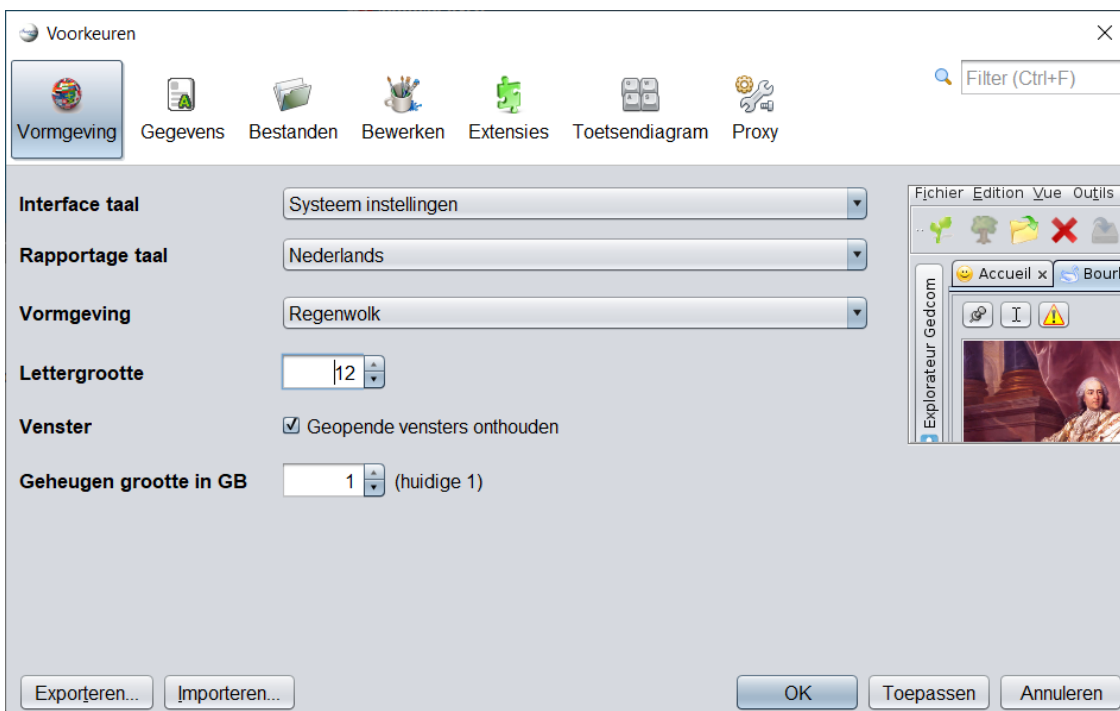 Voorkeuren
Filter (Ctrl+F)
Vormgeving Gegevens Bestanden Bewerken Extensies Toetsendiagram Proxy
Interface taal Systeem instellingen
Rapportage taal Nederlands
Vormgeving Regenwolk
Lettergrootte 12
Venster Geopende vensters onthouden
Geheugen grootte in GB 1 (huidige 1)
Fichier Edition Vue Outils
Accueil x
Explorateur Gedcom
Exporteren... Importeren... OK Toepassen Annuleren